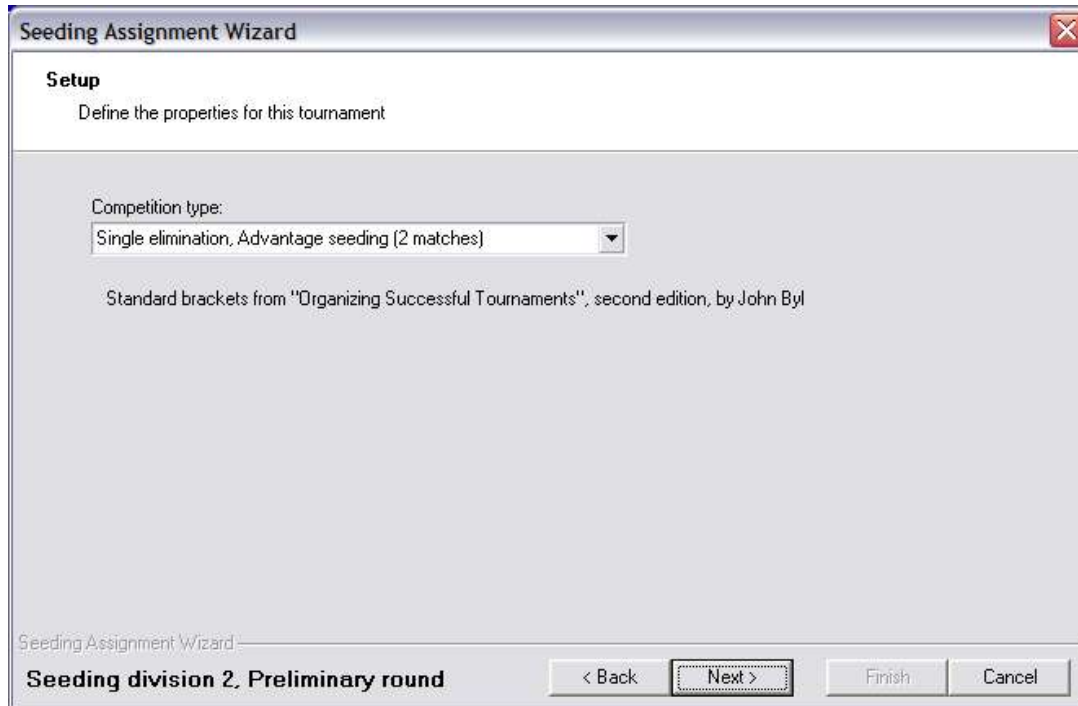 Seeding Assignment Wizard
Setup
Define the properties for this tournament
Competition type:
Single elimination, Advantage seeding (2 matches)
Standard brackets from "Organizing Successful Tournaments", second edition, by John Byl
Seeding Assignment Wizard
Seeding division 2, Preliminary round
< Back Next > Finish Cancel